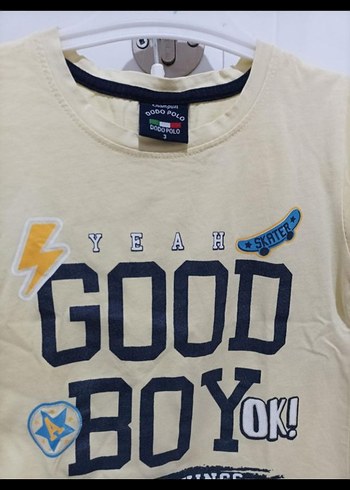 DODO POLO
DODO POLO
3
YEAH
SKATER
GOOD
BOY
OK!
A